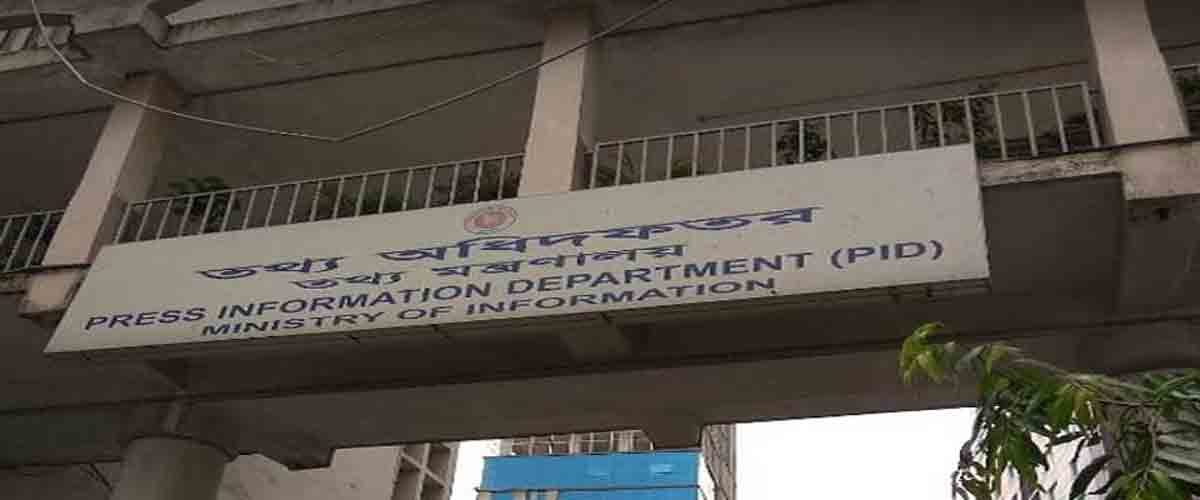 তথ্য অধিদফতর
তথ্য মন্ত্রণালয়
PRESS INFORMATION DEPARTMENT (PID)
MINISTRY OF INFORMATION